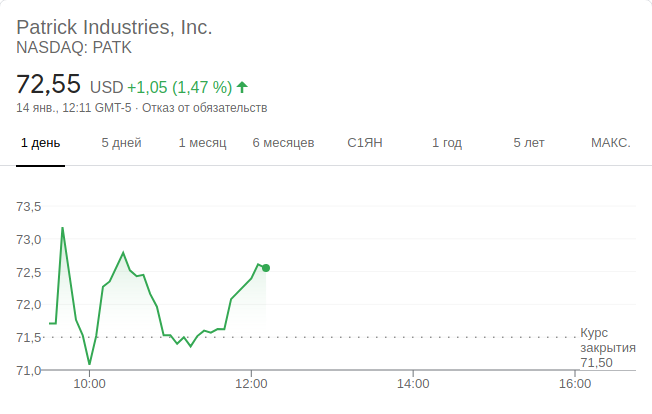 Patrick Industries, Inc.
NASDAQ: PATK
72,55 USD +1,05 (1,47 %)
14 янв., 12:11 GMT-5 · Отказ от обязательств
1 день 5 дней 1 месяц 6 месяцев С1ЯН 1 год 5 лет МАКС.
73,5
73,0
72,5
72,0
71,5
71,0
Курс
закрытия
71,50
10:00 12:00 14:00 16:00